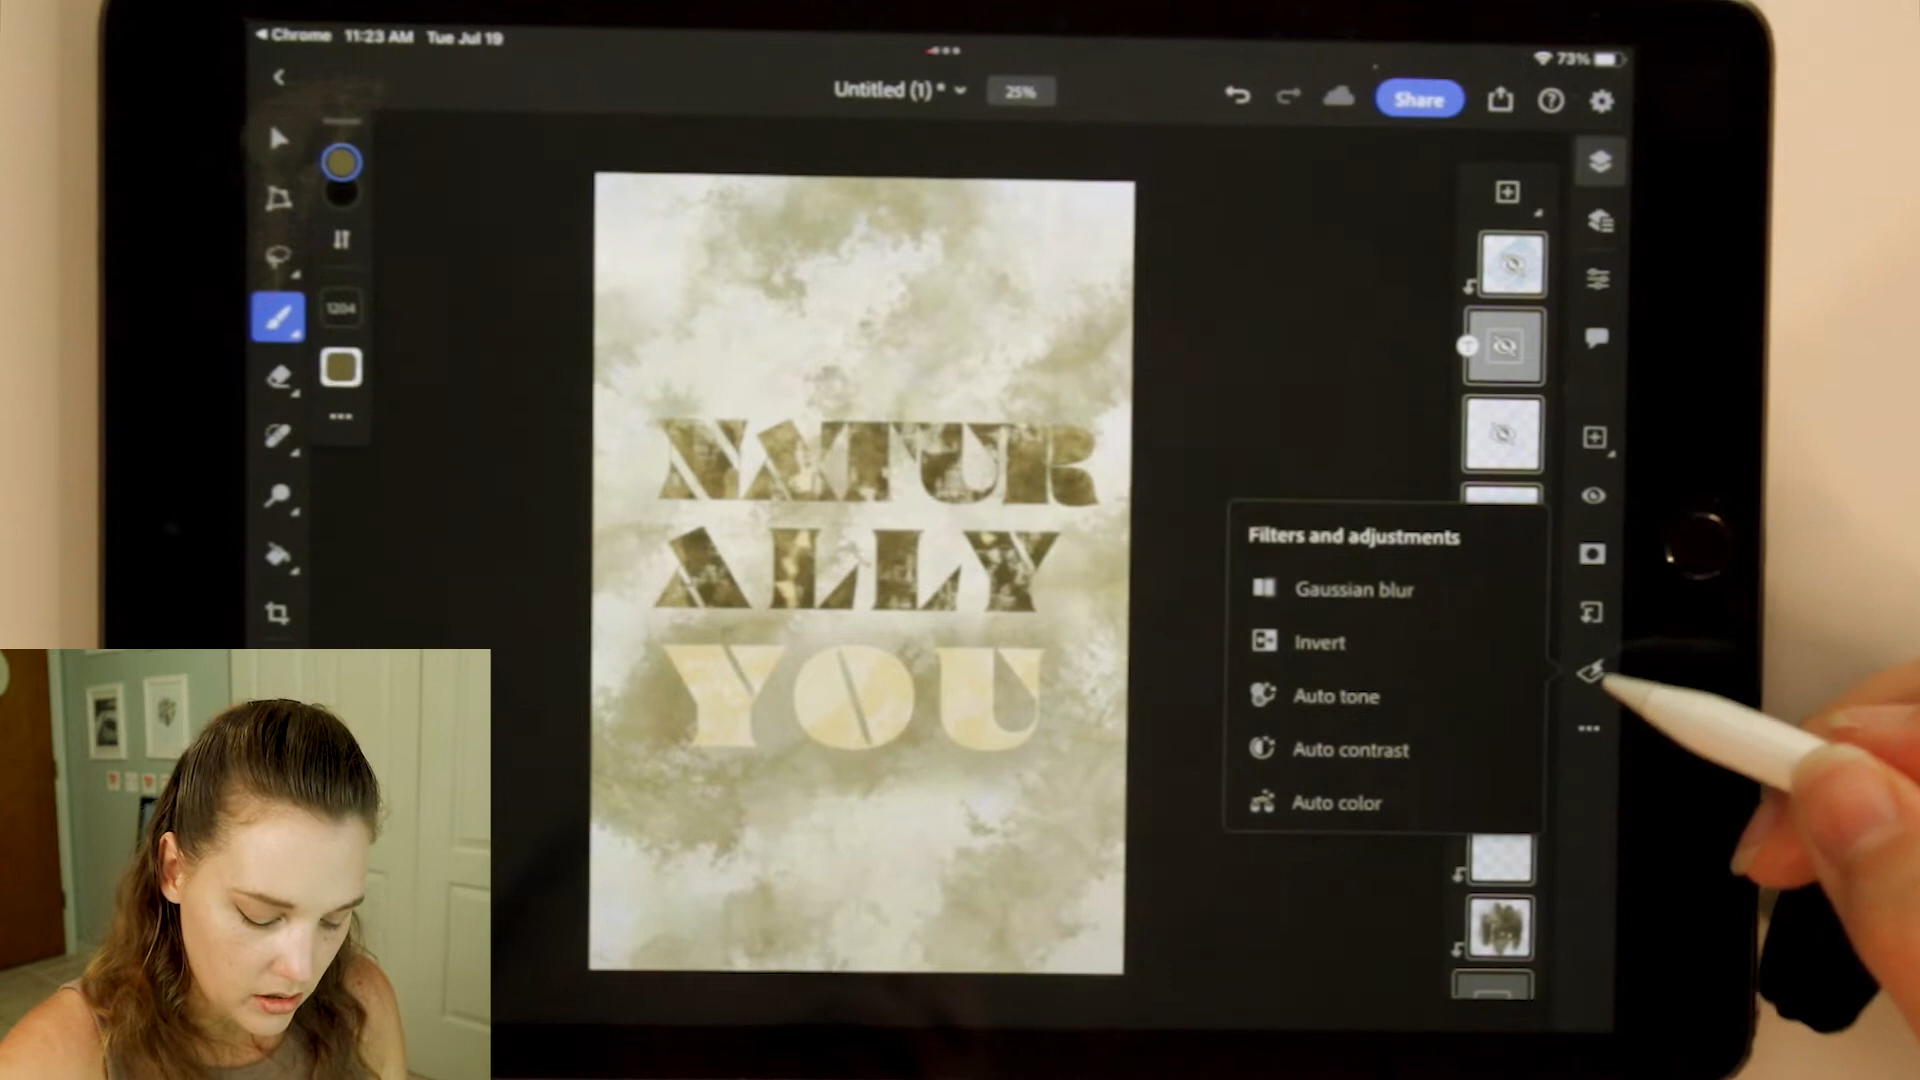 Chrome 11:23 AM Tue Jul 19
73%
Untitled (1) * 25%
Share
1204
NATUR
ALLY
YOU
Filters and adjustments
Gaussian blur
Invert
Auto tone
Auto contrast
Auto color